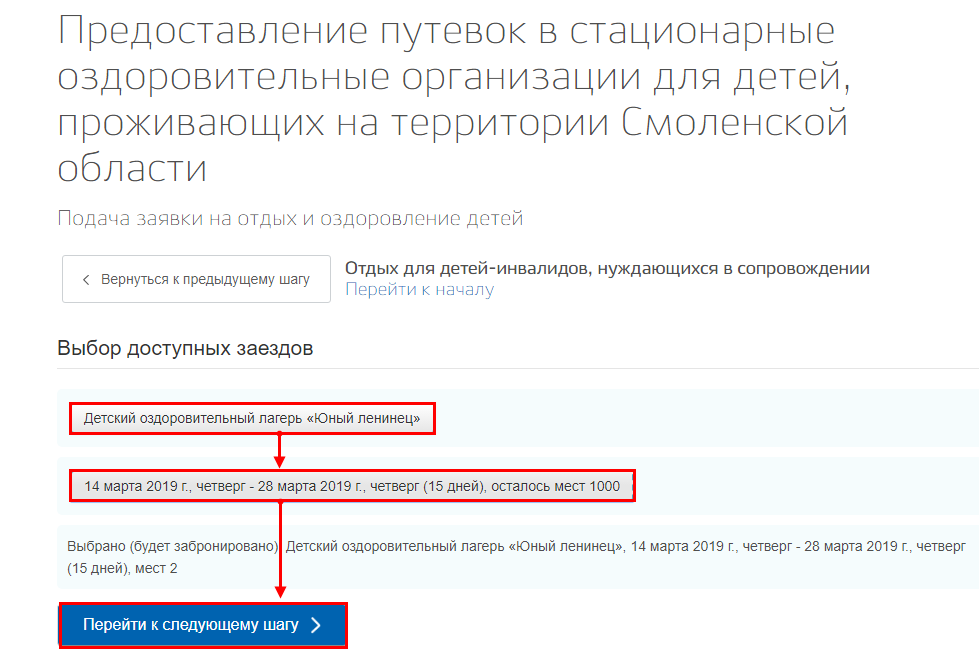 Предоставление путевок в стационарные
оздоровительные организации для детей,
проживающих на территории Смоленской
области
Подача заявки на отдых и оздоровление детей
Вернуться к предыдущему шагу
Отдых для детей-инвалидов, нуждающихся в сопровождении
Перейти к началу
Выбор доступных заездов
Детский оздоровительный лагерь «Юный ленинец»
14 марта 2019 г., четверг - 28 марта 2019 г., четверг (15 дней), осталось мест 1000
Выбрано (будет забронировано): Детский оздоровительный лагерь «Юный ленинец», 14 марта 2019 г., четверг - 28 марта 2019 г., четверг
(15 дней), мест 2
Перейти к следующему шагу